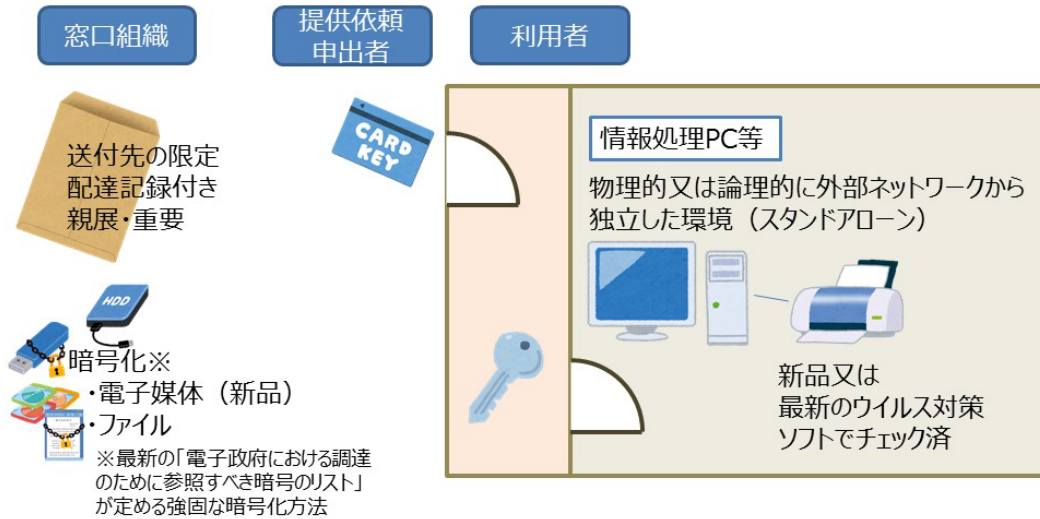 窓口組織
提供依頼
申出者
利用者
送付先の限定
配達記録付き
親展・重要
CARD
KEY
情報処理PC等
物理的又は論理的に外部ネットワークから
独立した環境（スタンドアローン）
HDD
暗号化※
・電子媒体（新品）
・ファイル
※最新の「電子政府における調達
のために参照すべき暗号のリスト」
が定める強固な暗号化方法
新品又は
最新のウイルス対策
ソフトでチェック済